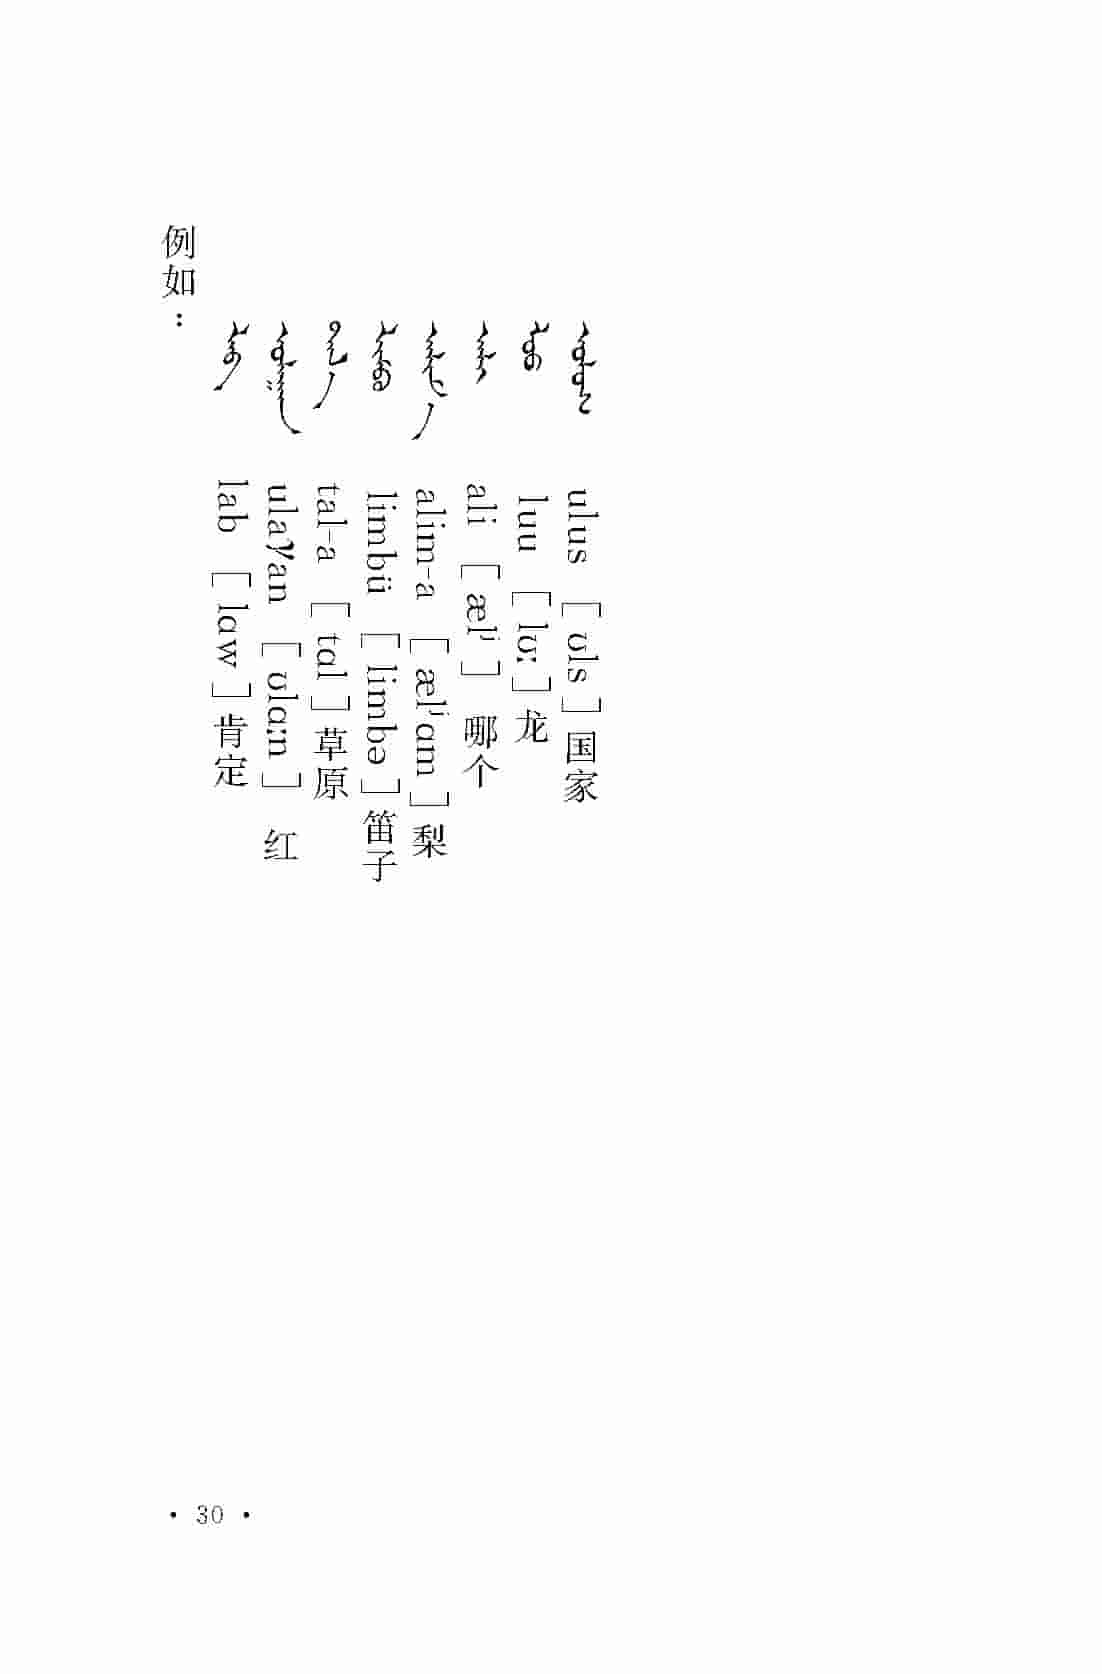 例如：
ᠯᠠᠪ lab [lɑw]肯定
ᠤᠯᠠᠭᠠᠨ ulaγan [ʊlɑːn] 红
ᠲᠠᠯ᠎ᠠ tal-a [tɑl]草原
ᠯᠢᠮᠪᠦ limbü [limbə]笛子
ᠠᠯᠢᠮ᠎ᠠ alim-a [ælʲɑm]梨
ᠠᠯᠢ ali [ælʲ] 哪个
ᠯᠤᠤ luu [lʊː]龙
ᠤᠯᠤᠰ ulus [ʊls]国家
· 30 ·